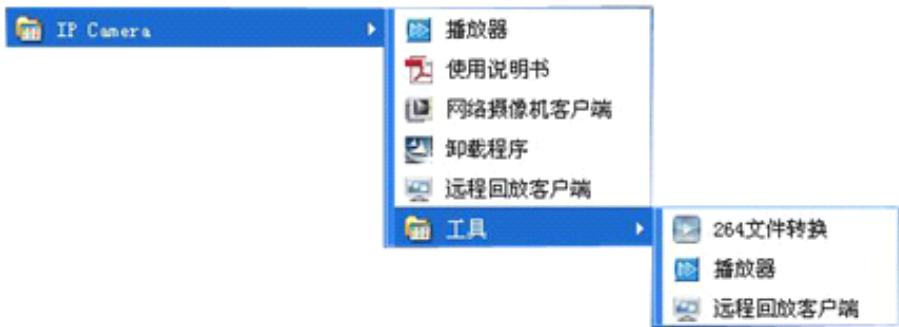 IP Camera
播放器
使用说明书
网络摄像机客户端
卸载程序
远程回放客户端
工具
264文件转换
播放器
远程回放客户端